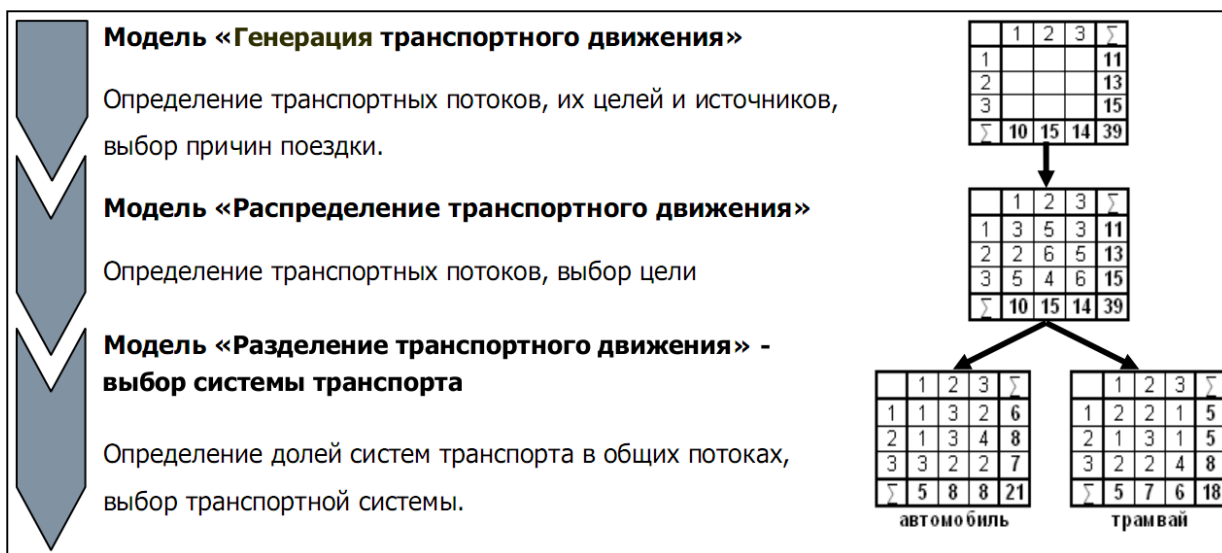 Модель «Генерация транспортного движения»
Определение транспортных потоков, их целей и источников,
выбор причин поездки.
1 2 3 ∑
1 11
2 13
3 15
∑ 10 15 14 39
Модель «Распределение транспортного движения»
Определение транспортных потоков, выбор цели
1 2 3 ∑
1 3 5 3 11
2 2 6 5 13
3 5 4 6 15
∑ 10 15 14 39
Модель «Разделение транспортного движения» -
выбор системы транспорта
Определение долей систем транспорта в общих потоках,
выбор транспортной системы.
1 2 3 ∑
1 1 3 2 6
2 1 3 4 8
3 3 2 2 7
∑ 5 8 8 21
автомобиль
1 2 3 ∑
1 2 2 1 5
2 1 3 1 5
3 2 2 4 8
∑ 5 7 6 18
трамвай